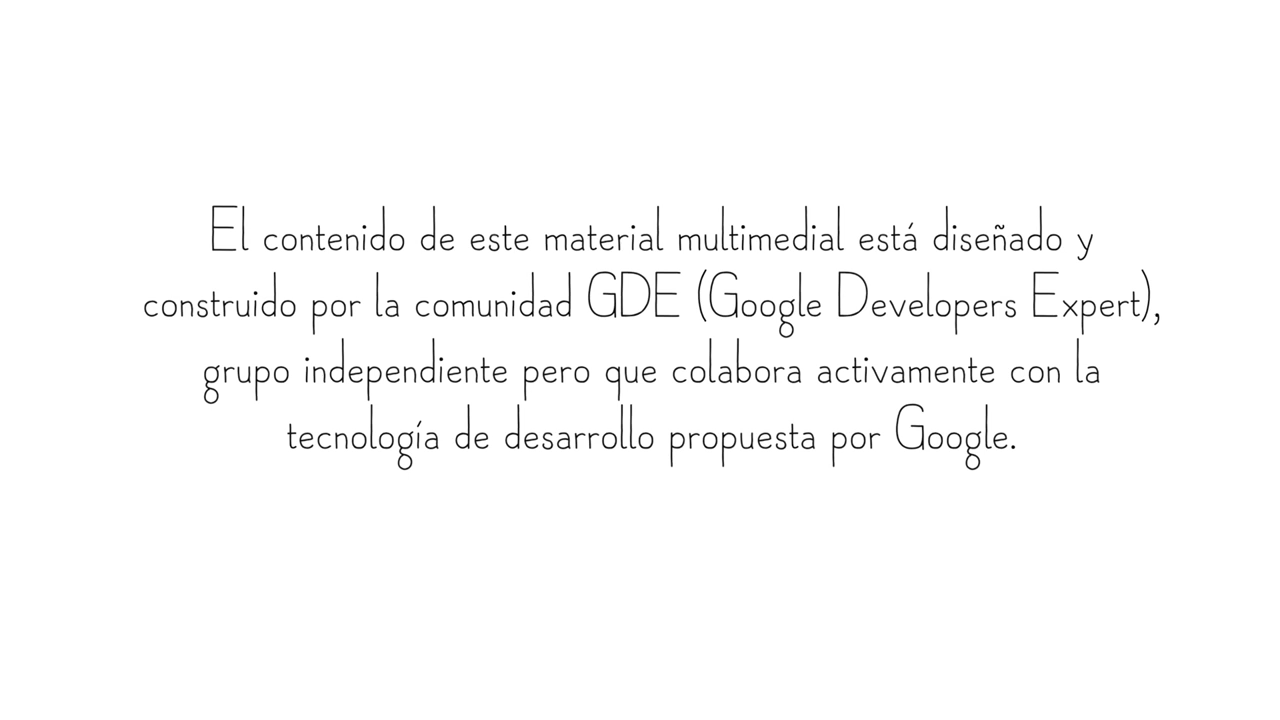 El contenido de este material multimedial está diseñado y
construido por la comunidad GDE (Google Developers Expert),
grupo independiente pero que colabora activamente con la
tecnología de desarrollo propuesta por Google.